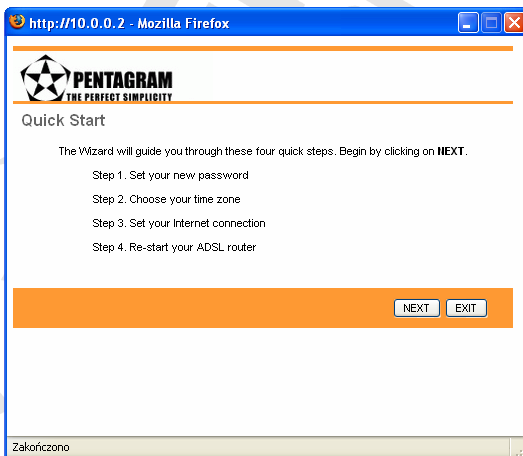 http://10.0.0.2 - Mozilla Firefox
PENTAGRAM
THE PERFECT SIMPLICITY
Quick Start
The Wizard will guide you through these four quick steps. Begin by clicking on NEXT.
Step 1. Set your new password
Step 2. Choose your time zone
Step 3. Set your Internet connection
Step 4. Re-start your ADSL router
NEXT EXIT
Zakończono